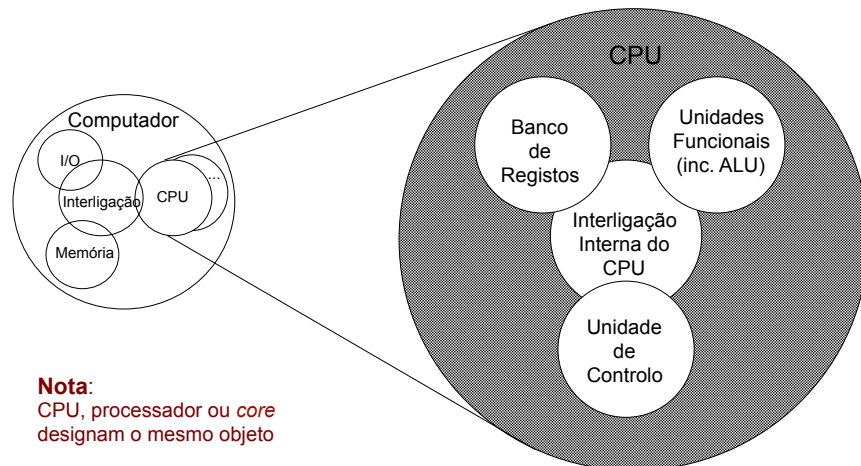 Computador
I/O
Interligação
CPU
...
Memória
CPU
Banco
de
Registos
Unidades
Funcionais
(inc. ALU)
Interligação
Interna do
CPU
Unidade
de
Controlo
Nota:
CPU, processador ou core
designam o mesmo objeto